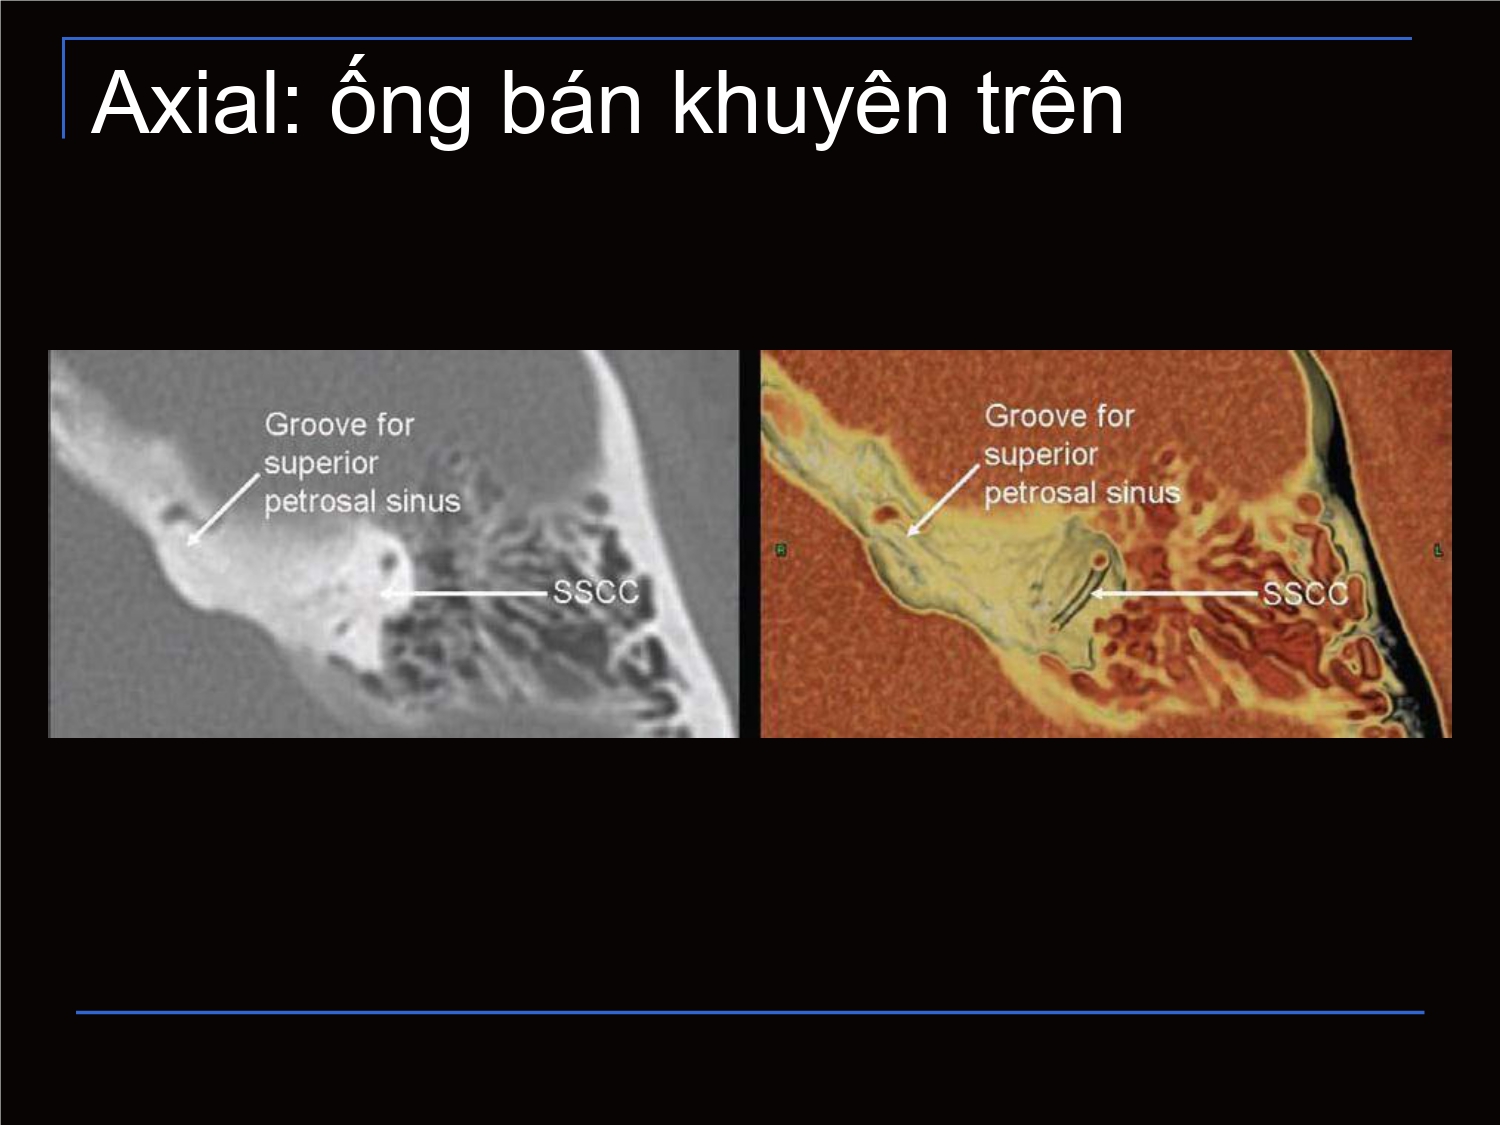 Axial: ống bán khuyên trên
Groove for
superior
petrosal sinus
SSCC
Groove for
superior
petrosal sinus
R
L
SSCC